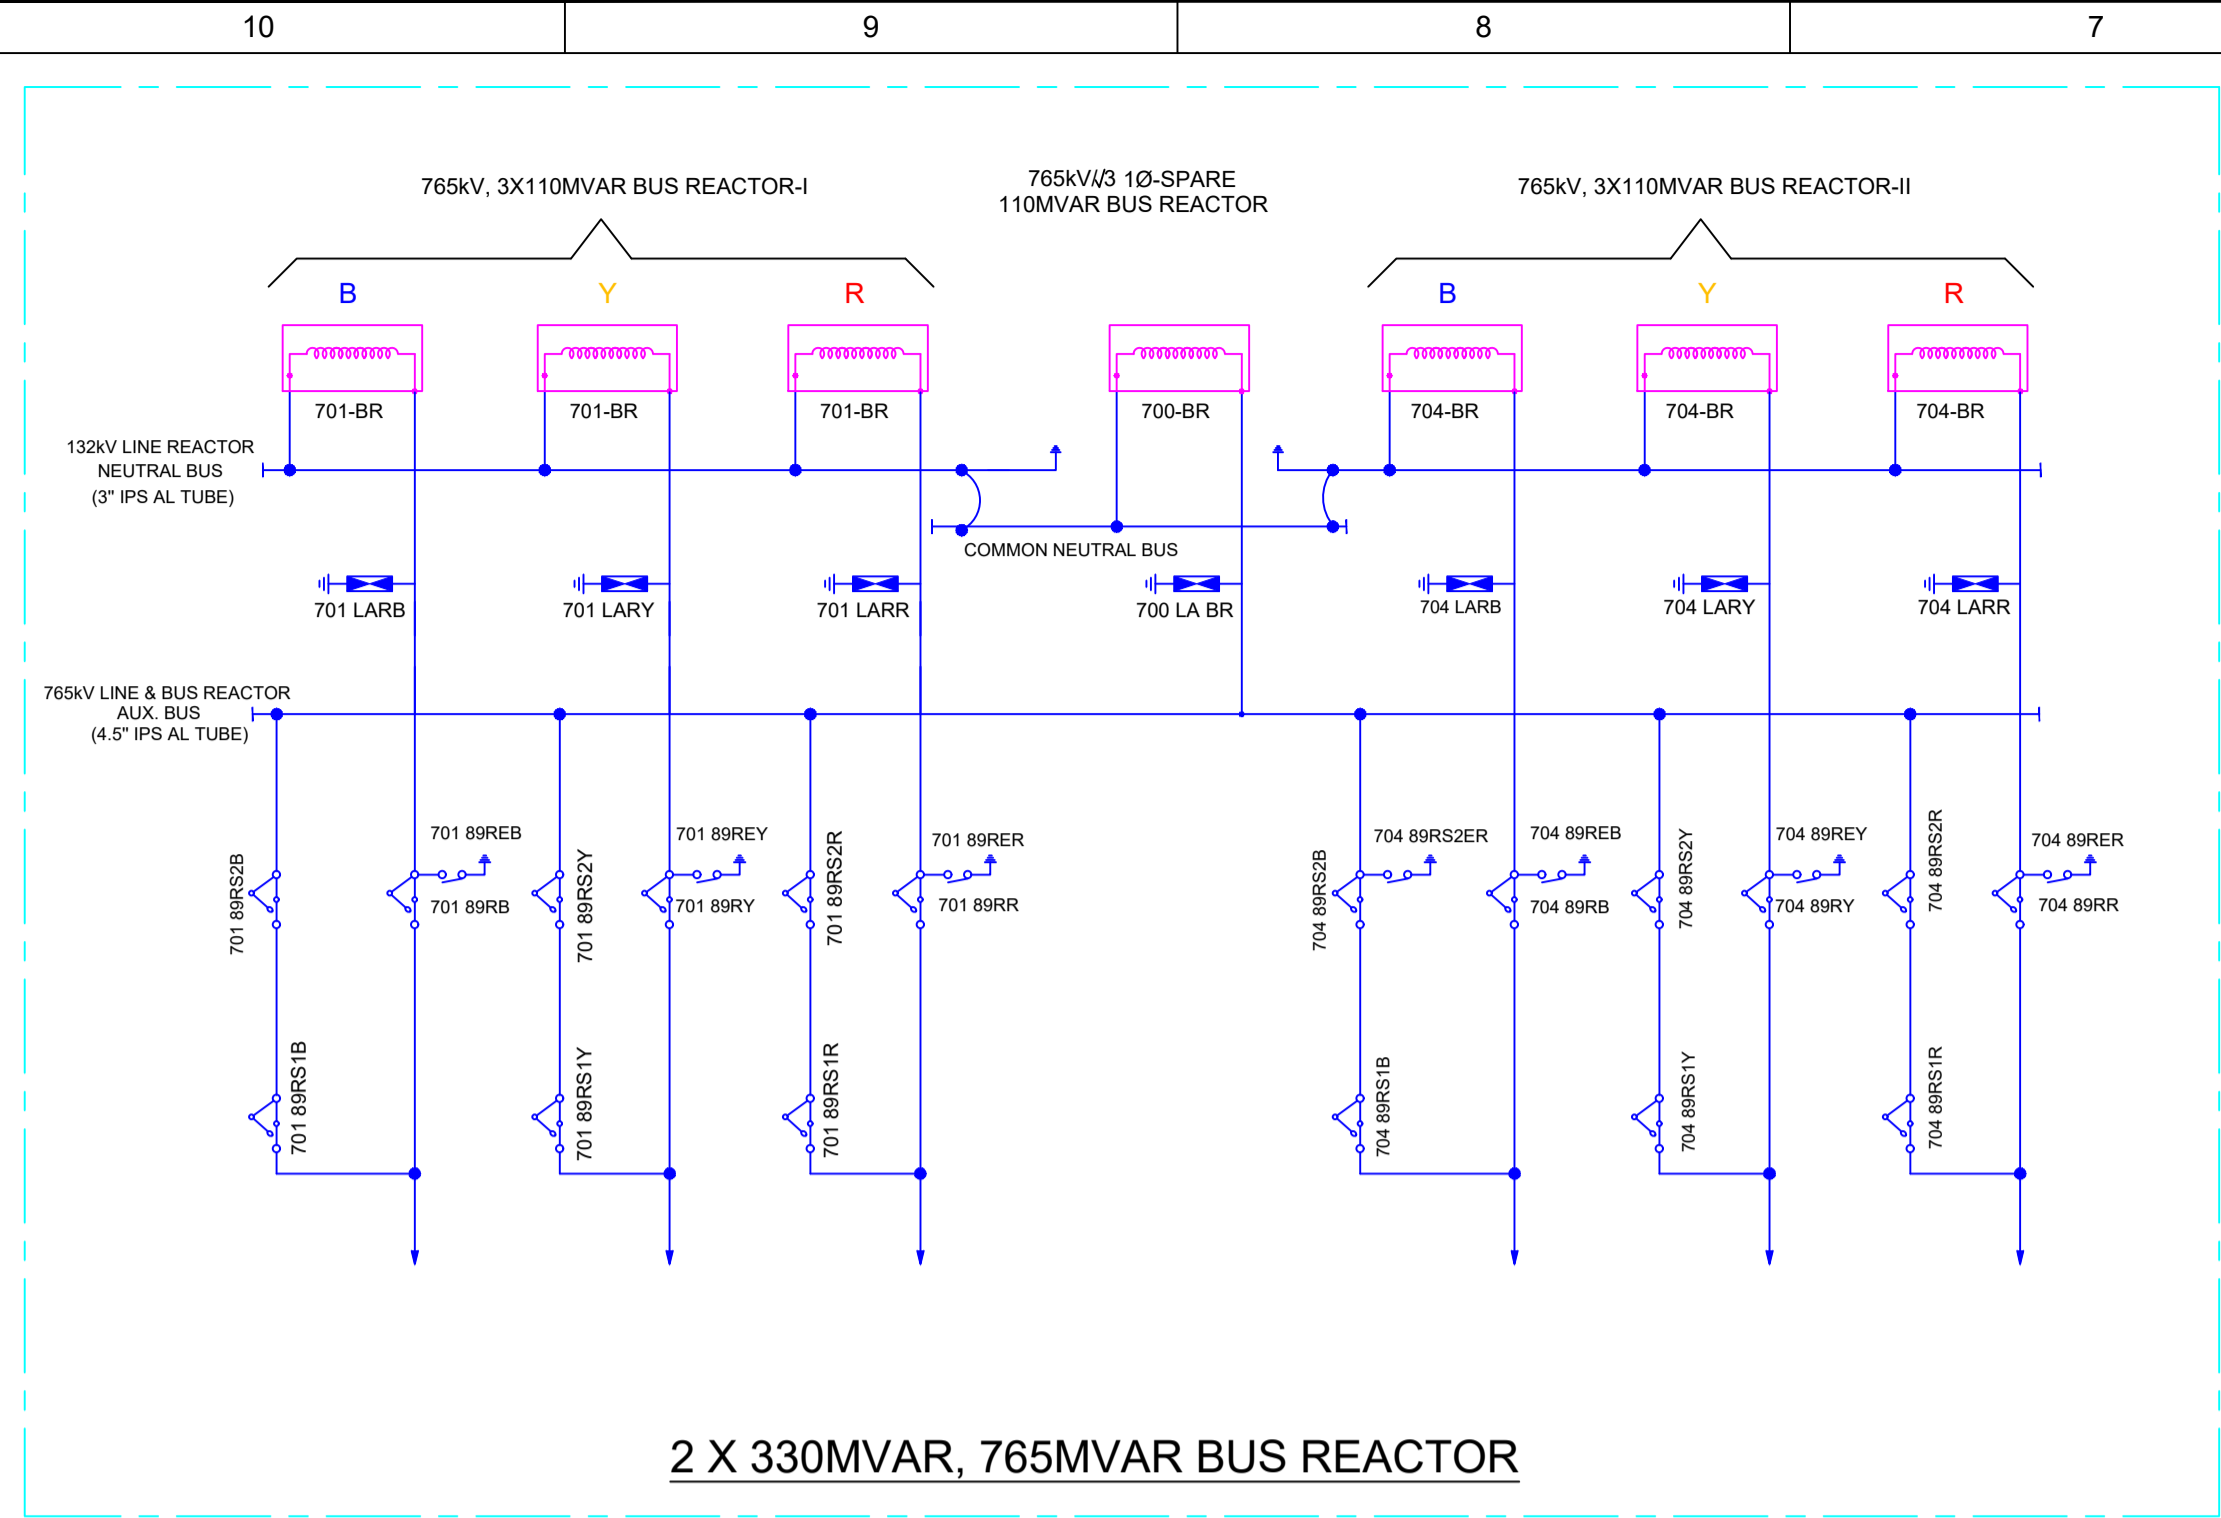 10
9
8
7
765kV, 3X110MVAR BUS REACTOR-I
765kV/√3 1Ø-SPARE
110MVAR BUS REACTOR
765kV, 3X110MVAR BUS REACTOR-II
B
Y
R
B
Y
R
701-BR
701-BR
701-BR
700-BR
704-BR
704-BR
704-BR
132kV LINE REACTOR
NEUTRAL BUS
(3" IPS AL TUBE)
COMMON NEUTRAL BUS
701 LARB
701 LARY
701 LARR
700 LA BR
704 LARB
704 LARY
704 LARR
765kV LINE & BUS REACTOR
AUX. BUS
(4.5" IPS AL TUBE)
701 89RS2B
701 89REB
701 89RB
701 89RS2Y
701 89REY
701 89RY
701 89RS2R
701 89RER
701 89RR
704 89RS2B
704 89RS2ER
704 89REB
704 89RB
704 89RS2Y
704 89REY
704 89RY
704 89RS2R
704 89RER
704 89RR
701 89RS1B
701 89RS1Y
701 89RS1R
704 89RS1B
704 89RS1Y
704 89RS1R
2 X 330MVAR, 765MVAR BUS REACTOR